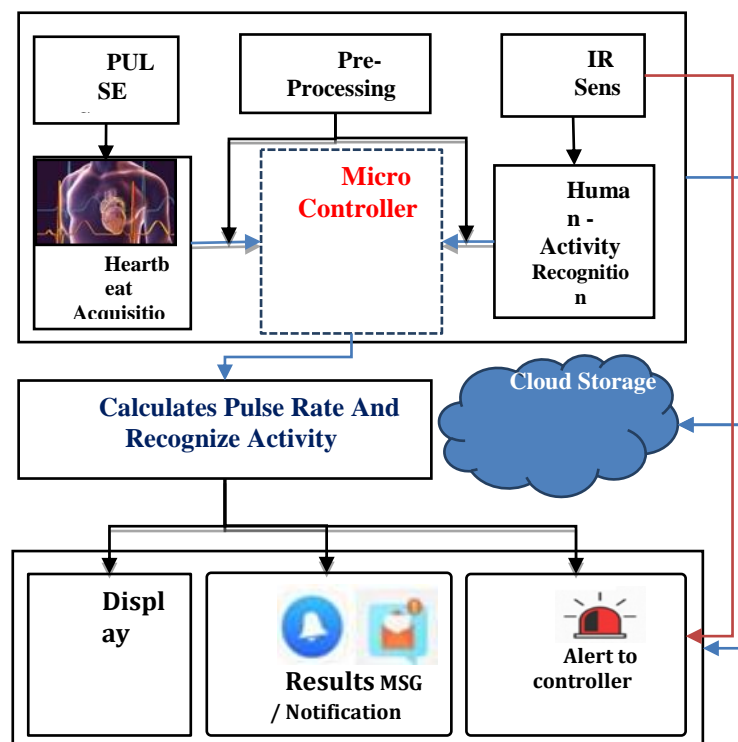 PUL
SE
Pre-
Processing
IR
Sens
Micro
Controller
Heartb
eat
Acquisitio
Huma
n -
Activity
Recognitio
n
Calculates Pulse Rate And
Recognize Activity
Cloud Storage
Displ
ay
Results MSG
/ Notification
Alert to
controller